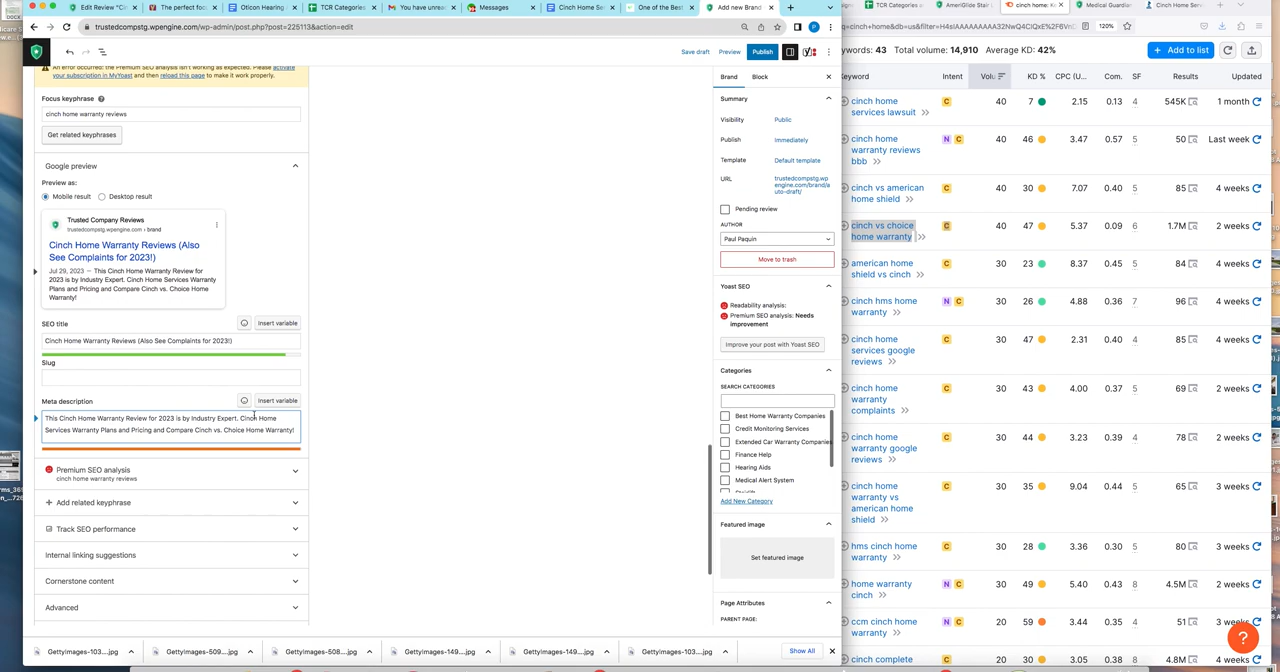 Edit Review "Cin
The perfect foc
Oticon Hearing
TCR Categories
You have unrea
Messages
Cinch Home Ser
One of the Best
Add new Brand
TCR Categories a
AmeriGlide Stair L
cinch home: K
Medical Guardian
Cinch Home Servi
trustedcompstg.wpengine.com/wp-admin/post.php?post=225113&action=edit
120%
Save draft
Preview
Publish
ywords: 43 Total volume: 14,910 Average KD: 42%
+ Add to list
An error occurred: the Premium SEO analysis isn't working as expected. Please activate
your subscription in MyYoast and then reload this page to make it work properly.
Focus keyphrase
cinch home warranty reviews
Get related keyphrases
Google preview
Preview as:
Mobile result
Desktop result
Trusted Company Reviews
trustedcompstg.wpengine.com › brand
Cinch Home Warranty Reviews (Also
See Complaints for 2023!)
Jul 29, 2023 — This Cinch Home Warranty Review for
2023 is by Industry Expert. Cinch Home Services Warranty
Plans and Pricing and Compare Cinch vs. Choice Home
Warranty!
SEO title
Insert variable
Cinch Home Warranty Reviews (Also See Complaints for 2023!)
Slug
Meta description
Insert variable
This Cinch Home Warranty Review for 2023 is by Industry Expert. Cinch Home
Services Warranty Plans and Pricing and Compare Cinch vs. Choice Home Warranty!
Premium SEO analysis
cinch home warranty reviews
+ Add related keyphrase
Track SEO performance
Internal linking suggestions
Cornerstone content
Advanced
Brand
Block
Summary
Visibility
Public
Publish
Immediately
Template
Default template
URL
trustedcompstg.wp
engine.com/brand/a
uto-draft/
Pending review
AUTHOR
Paul Paquin
Move to trash
Yoast SEO
Readability analysis:
Premium SEO analysis: Needs
improvement
Improve your post with Yoast SEO
Categories
SEARCH CATEGORIES
Best Home Warranty Companies
Credit Monitoring Services
Extended Car Warranty Companies
Finance Help
Hearing Aids
Medical Alert System
Add New Category
Featured image
Set featured image
Page Attributes
PARENT PAGE:
eyword
Intent
Volu
KD %
CPC (U...
Com.
SF
Results
Updated
cinch home
services lawsuit
C 40 7 2.15 0.13 4 545K 1 month
cinch home
warranty reviews
bbb
N C 40 46 3.47 0.57 5 50 Last week
cinch vs american
home shield
C 40 30 7.07 0.40 5 85 4 weeks
cinch vs choice
home warranty
C 40 47 5.37 0.09 6 1.7M 2 weeks
american home
shield vs cinch
C 30 23 8.37 0.45 5 84 4 weeks
cinch hms home
warranty
N C 30 26 4.88 0.36 7 96 4 weeks
cinch home
services google
reviews
C 30 47 2.31 0.40 4 85 4 weeks
cinch home
warranty
complaints
C 30 43 4.00 0.37 5 69 2 weeks
cinch home
warranty google
reviews
C 30 44 3.23 0.39 4 78 2 weeks
cinch home
warranty vs
american home
shield
C 30 35 9.04 0.44 5 65 3 weeks
hms cinch home
warranty
C 30 28 3.36 0.30 5 80 3 weeks
home warranty
cinch
N C 30 49 5.40 0.43 8 4.5M 2 weeks
ccm cinch home
warranty
N C 20 59 3.44 0.35 4 51 3 weeks
cinch complete
C 20 30 3.05 0.38 8 4.8M 4 weeks
Gettyimages-103....jpg
Gettyimages-509....jpg
Gettyimages-508....jpg
Gettyimages-149....jpg
Gettyimages-149....jpg
Gettyimages-103....jpg
Show All